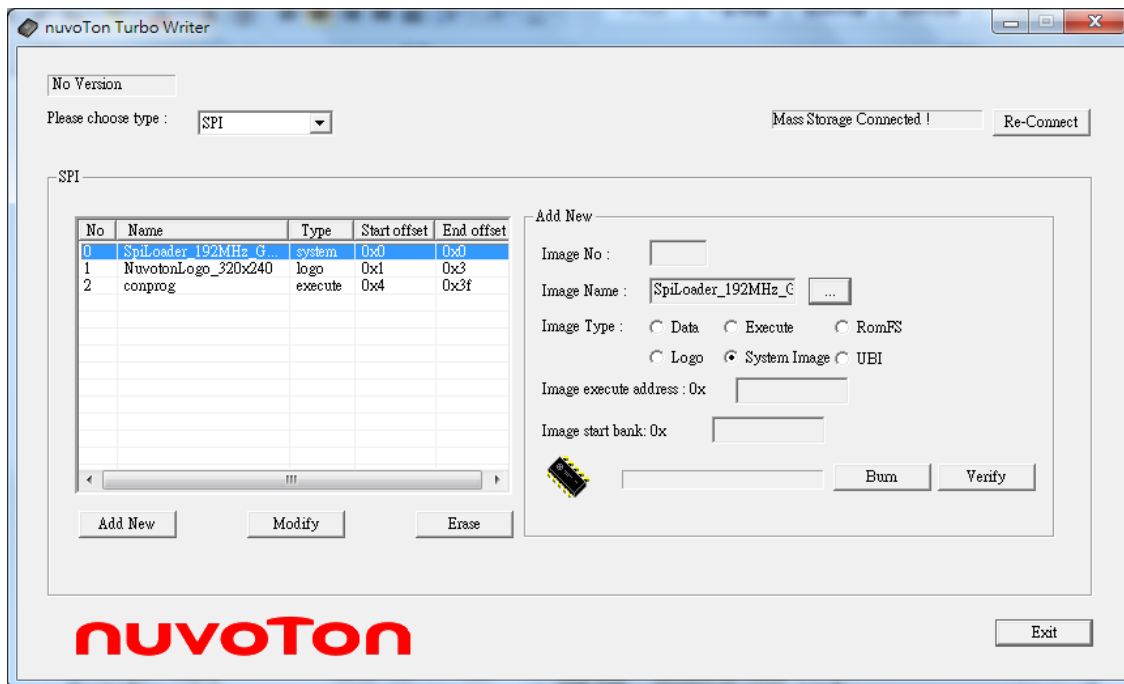 nuvoTon Turbo Writer
No Version
Please choose type :
SPI
Mass Storage Connected !
Re-Connect
SPI
No Name Type Start offset End offset
0 SpiLoader_192MHz_G... system 0x0 0x0
1 NuvotonLogo_320x240 logo 0x1 0x3
2 conprog execute 0x4 0x3f
Add New
Image No :
Image Name : SpiLoader_192MHz_G ...
Image Type : Data Execute RomFS
Logo System Image UBI
Image execute address : 0x
Image start bank: 0x
Burn Verify
Add New Modify Erase
nuvoTon
Exit